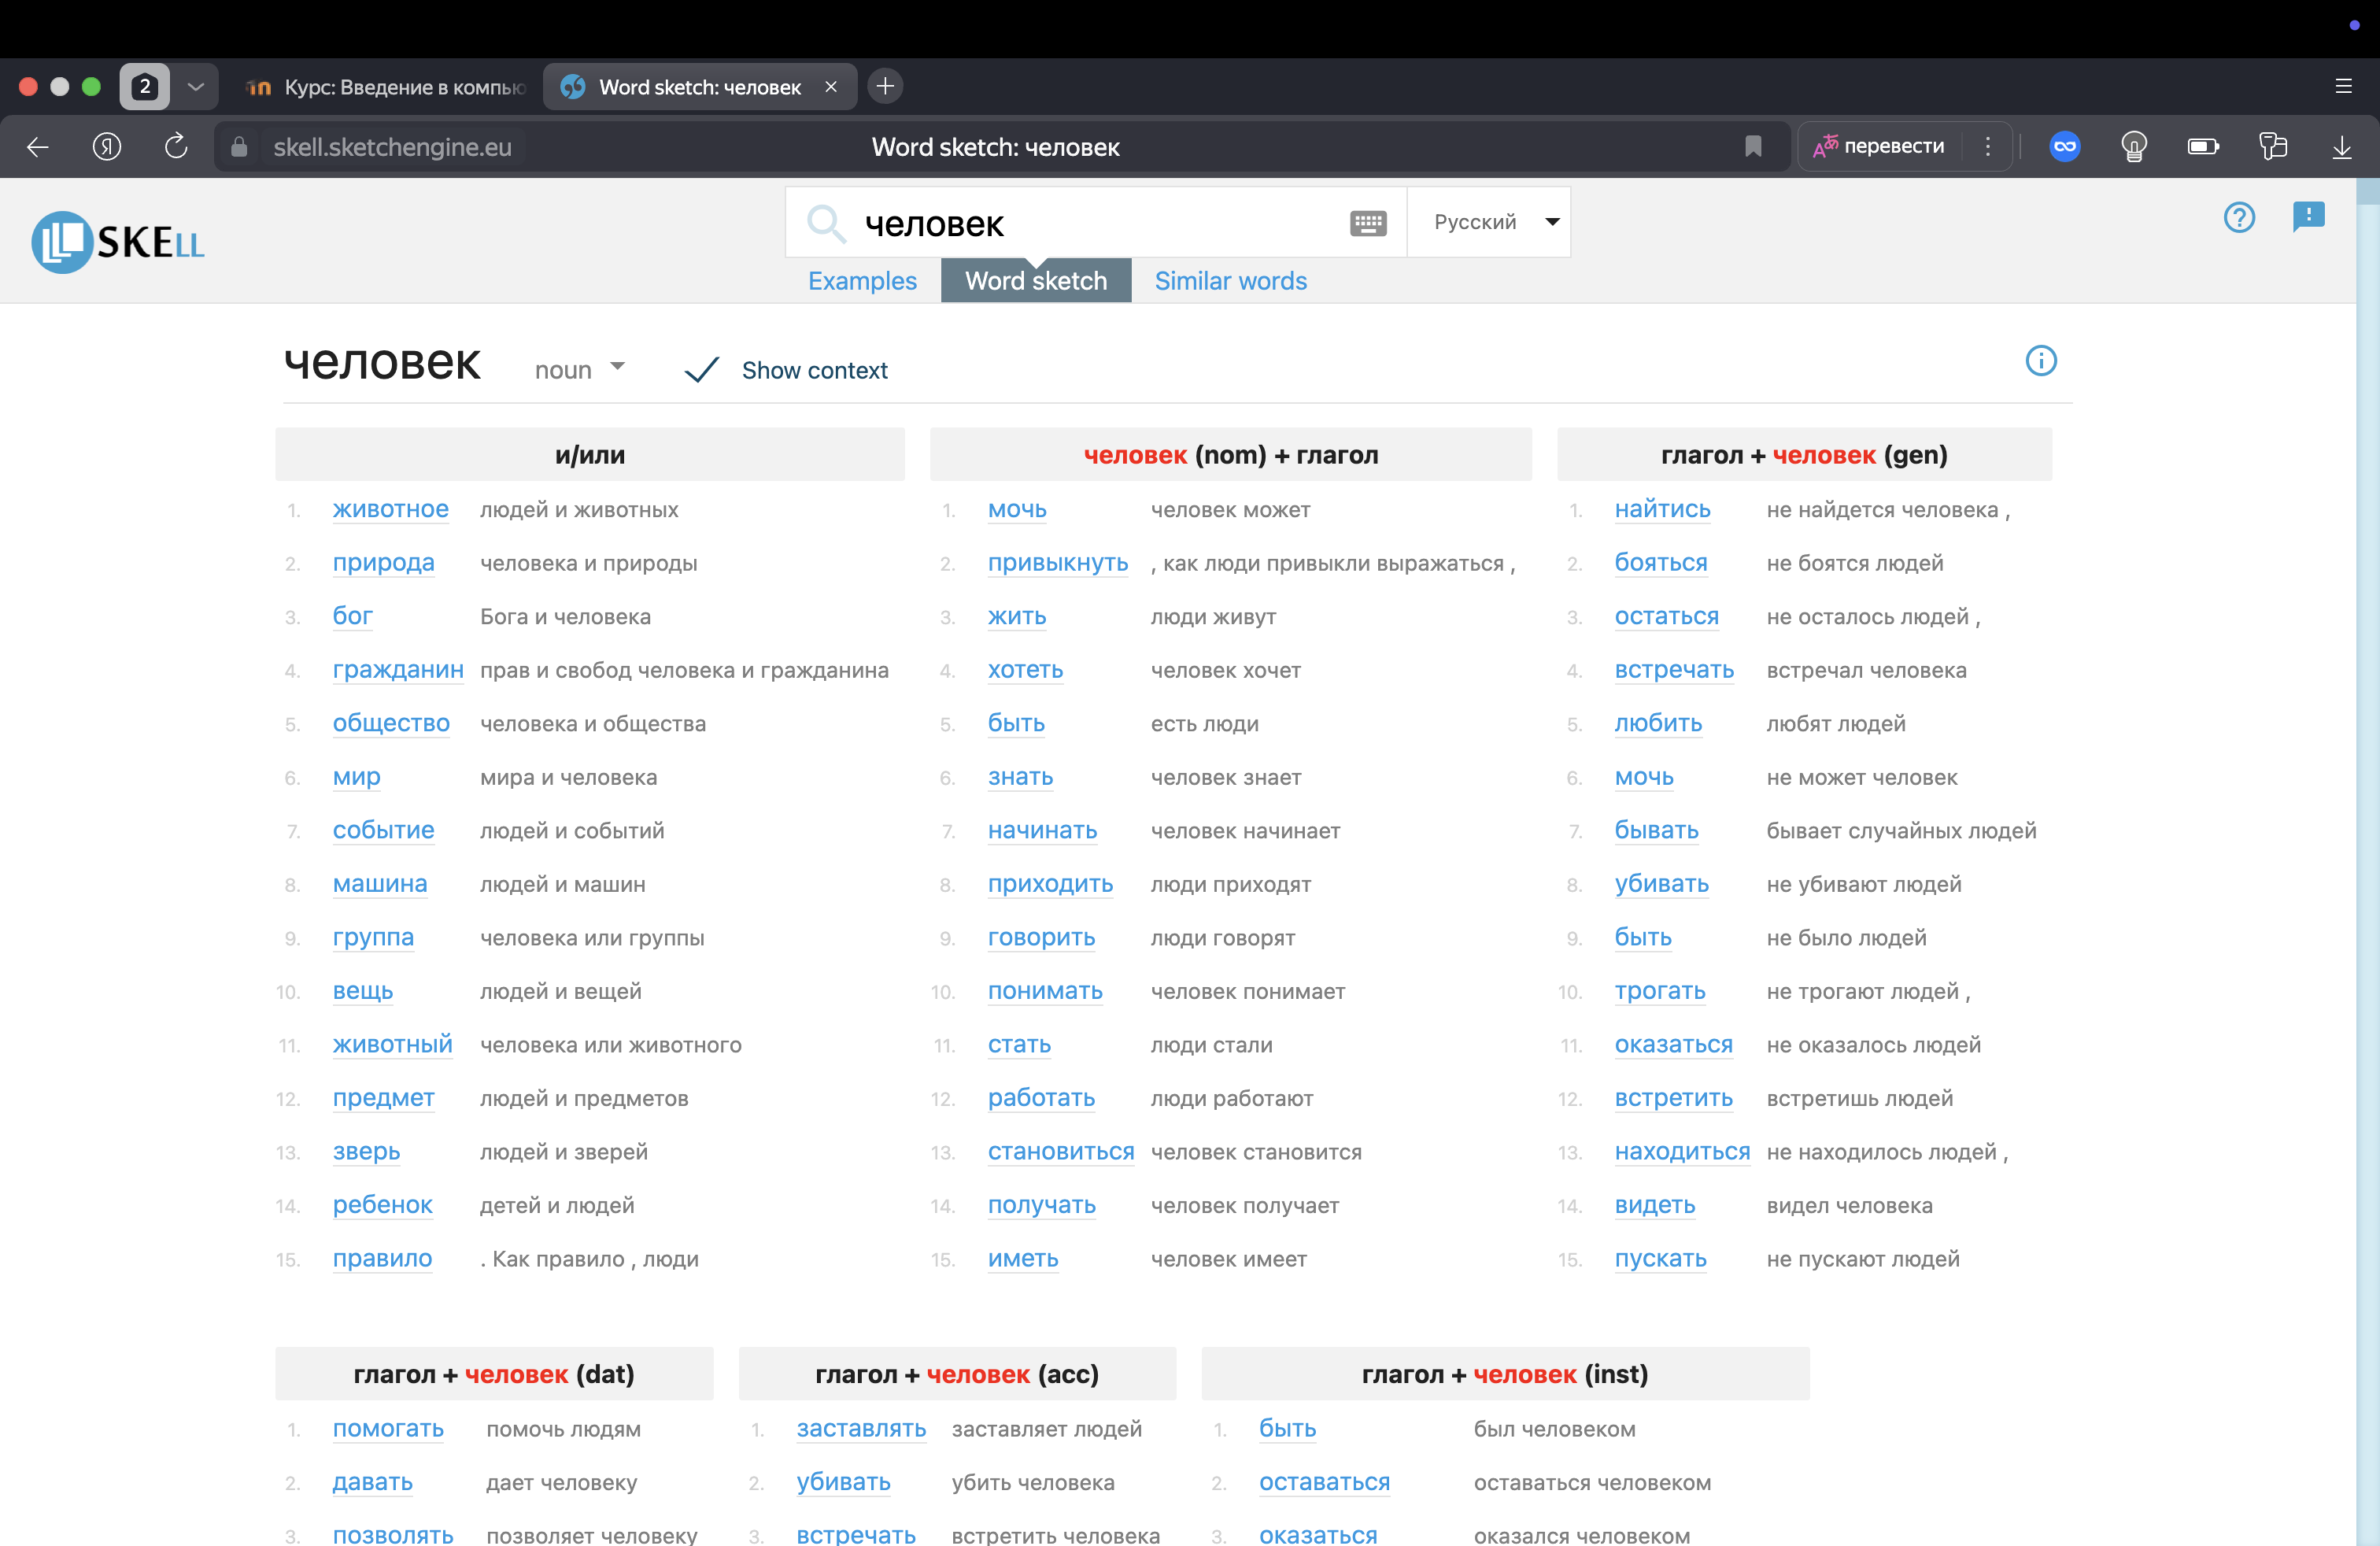 2
Курс: Введение в компью
Word sketch: человек
skell.sketchengine.eu
Word sketch: человек
перевести
SKELL
человек
Русский
Examples
Word sketch
Similar words
человек
noun
Show context
и/или
1. животное людей и животных
2. природа человека и природы
3. бог Бога и человека
4. гражданин прав и свобод человека и гражданина
5. общество человека и общества
6. мир мира и человека
7. событие людей и событий
8. машина людей и машин
9. группа человека или группы
10. вещь людей и вещей
11. животный человека или животного
12. предмет людей и предметов
13. зверь людей и зверей
14. ребенок детей и людей
15. правило . Как правило , люди
человек (nom) + глагол
1. мочь человек может
2. привыкнуть , как люди привыкли выражаться ,
3. жить люди живут
4. хотеть человек хочет
5. быть есть люди
6. знать человек знает
7. начинать человек начинает
8. приходить люди приходят
9. говорить люди говорят
10. понимать человек понимает
11. стать люди стали
12. работать люди работают
13. становиться человек становится
14. получать человек получает
15. иметь человек имеет
глагол + человек (gen)
1. найтись не найдется человека ,
2. бояться не боятся людей
3. остаться не осталось людей ,
4. встречать встречал человека
5. любить любят людей
6. мочь не может человек
7. бывать бывает случайных людей
8. убивать не убивают людей
9. быть не было людей
10. трогать не трогают людей ,
11. оказаться не оказалось людей
12. встретить встретишь людей
13. находиться не находилось людей ,
14. видеть видел человека
15. пускать не пускают людей
глагол + человек (dat)
1. помогать помочь людям
2. давать дает человеку
3. позволять позволяет человеку
глагол + человек (acc)
1. заставлять заставляет людей
2. убивать убить человека
3. встречать встретить человека
глагол + человек (inst)
1. быть был человеком
2. оставаться оставаться человеком
3. оказаться оказался человеком